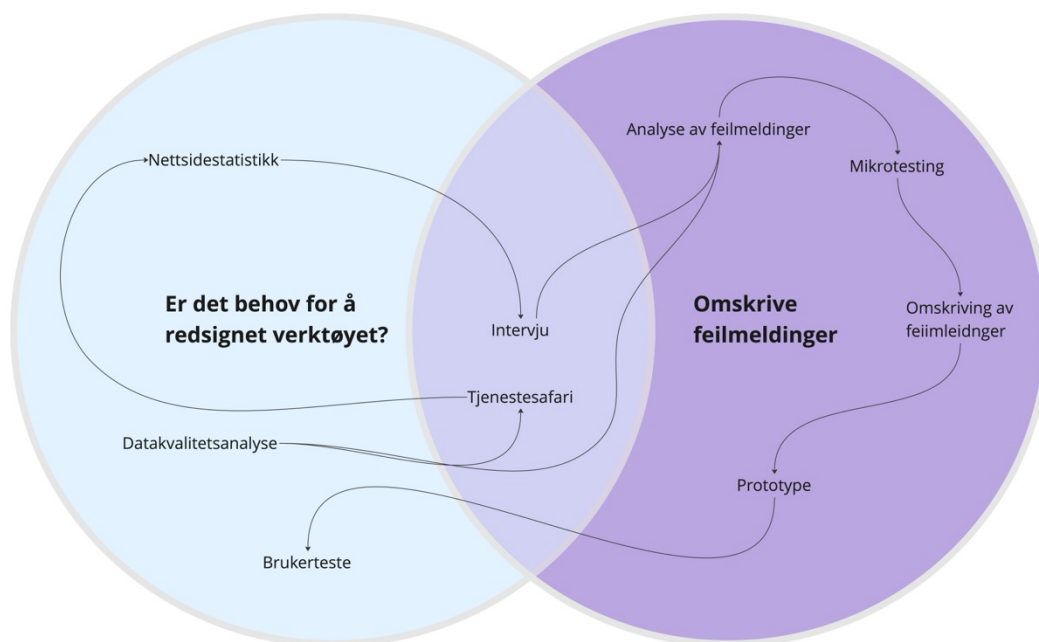 Nettsidestatistikk
Er det behov for å
redsignet verktøyet?
Datakvalitetsanalyse
Brukerteste
Intervju
Tjenestesafari
Analyse av feilmeldinger
Mikrotesting
Omskrive
feilmeldinger
Omskriving av
feiimleidnger
Prototype